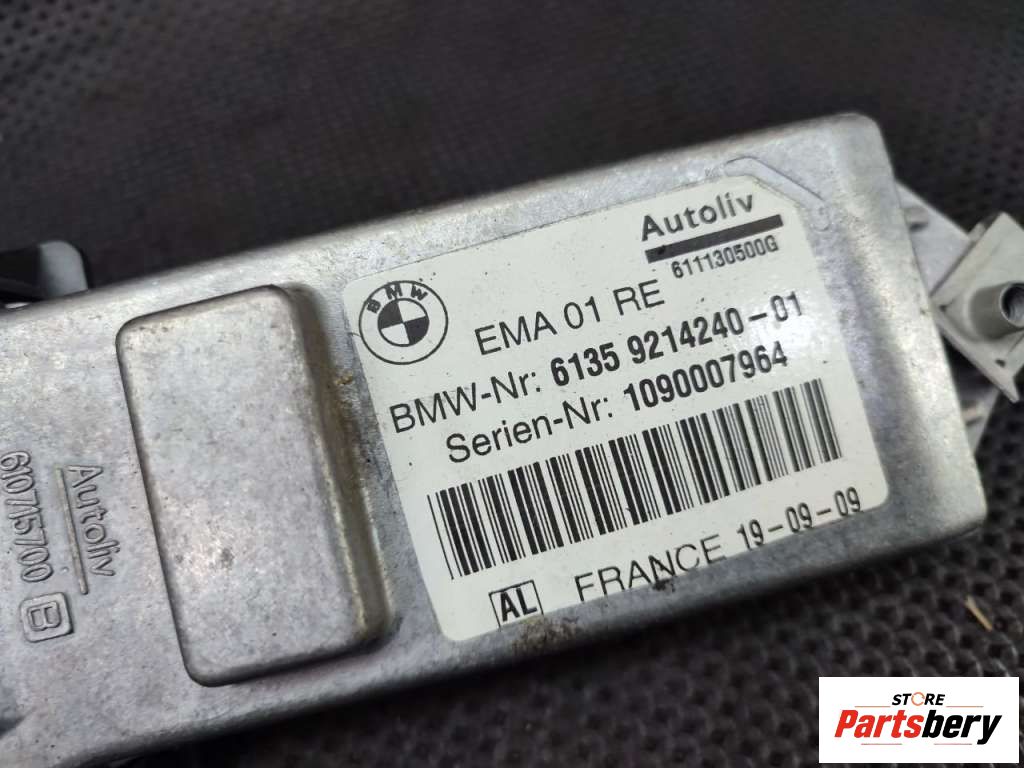 Autoliv
611130500G
BMW
EMA 01 RE
BMW-Nr: 6135 9214240-01
Serien-Nr: 1090007964
AL FRANCE 19-09-09
Autoliv
610715700 B
STORE
Partsbery